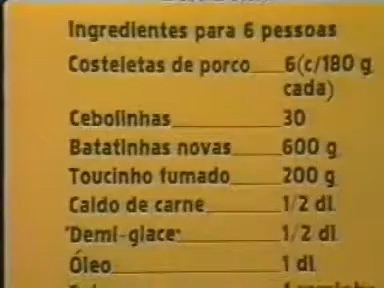 Ingredientes para 6 pessoas
Costeletas de porco 6(c/180 g
cada)
Cebolinhas 30
Batatinhas novas 600 g
Toucinho fumado 200 g
Caldo de carne 1/2 dl
"Demi-glace" 1/2 dl
Óleo 1 dl